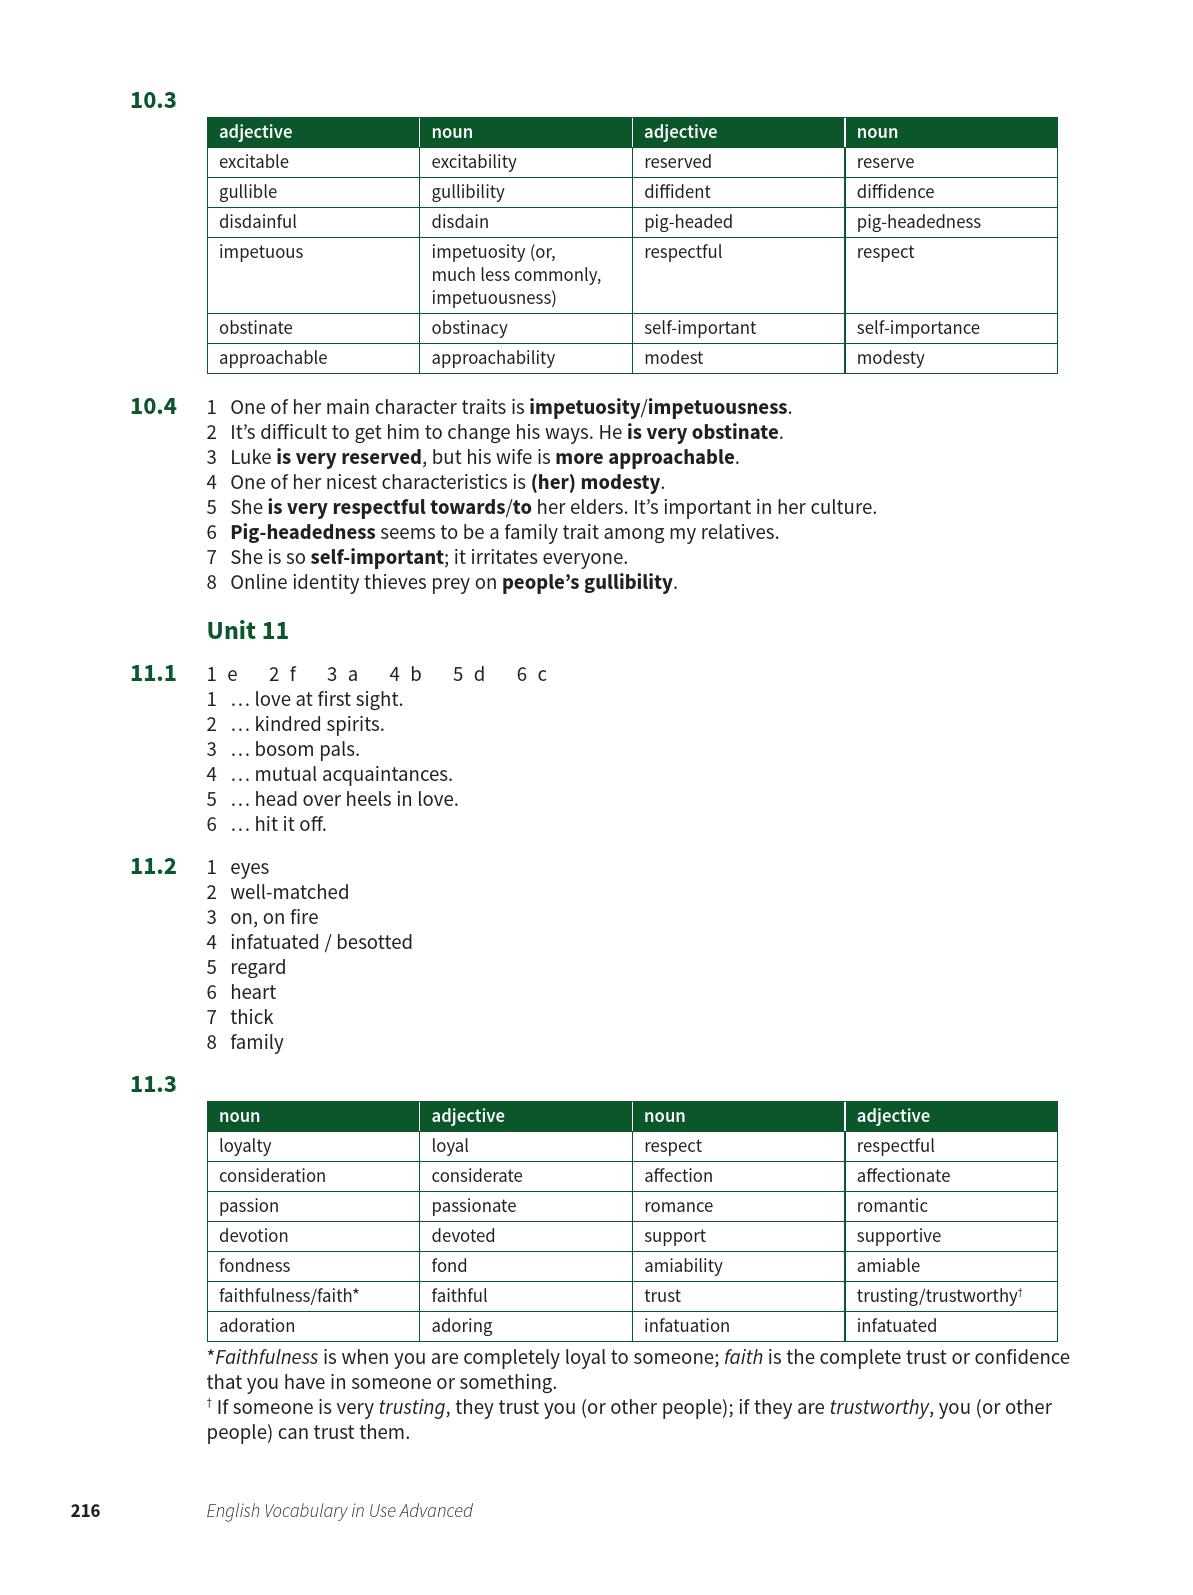 10.3
adjective noun adjective noun
excitable excitability reserved reserve
gullible gullibility diffident diffidence
disdainful disdain pig-headed pig-headedness
impetuous impetuosity (or, respectful respect
much less commonly,
impetuousness)
obstinate obstinacy self-important self-importance
approachable approachability modest modesty
10.4 1 One of her main character traits is impetuosity/impetuousness.
2 It’s difficult to get him to change his ways. He is very obstinate.
3 Luke is very reserved, but his wife is more approachable.
4 One of her nicest characteristics is (her) modesty.
5 She is very respectful towards/to her elders. It’s important in her culture.
6 Pig-headedness seems to be a family trait among my relatives.
7 She is so self-important; it irritates everyone.
8 Online identity thieves prey on people’s gullibility.
Unit 11
11.1 1 e 2 f 3 a 4 b 5 d 6 c
1 … love at first sight.
2 … kindred spirits.
3 … bosom pals.
4 … mutual acquaintances.
5 … head over heels in love.
6 … hit it off.
11.2 1 eyes
2 well-matched
3 on, on fire
4 infatuated / besotted
5 regard
6 heart
7 thick
8 family
11.3
noun adjective noun adjective
loyalty loyal respect respectful
consideration considerate affection affectionate
passion passionate romance romantic
devotion devoted support supportive
fondness fond amiability amiable
faithfulness/faith* faithful trust trusting/trustworthy†
adoration adoring infatuation infatuated
*Faithfulness is when you are completely loyal to someone; faith is the complete trust or confidence
that you have in someone or something.
† If someone is very trusting, they trust you (or other people); if they are trustworthy, you (or other
people) can trust them.
216 English Vocabulary in Use Advanced